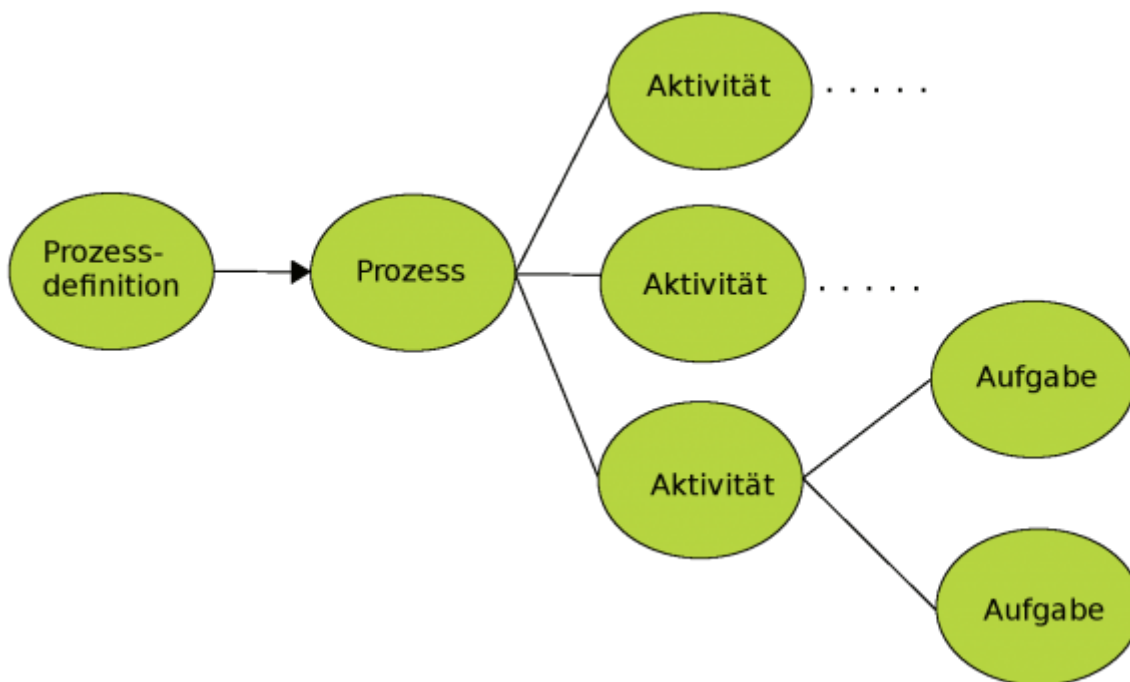 Aktivität . . . . .
Prozess-
definition
Prozess
Aktivität . . . . .
Aktivität
Aufgabe
Aufgabe